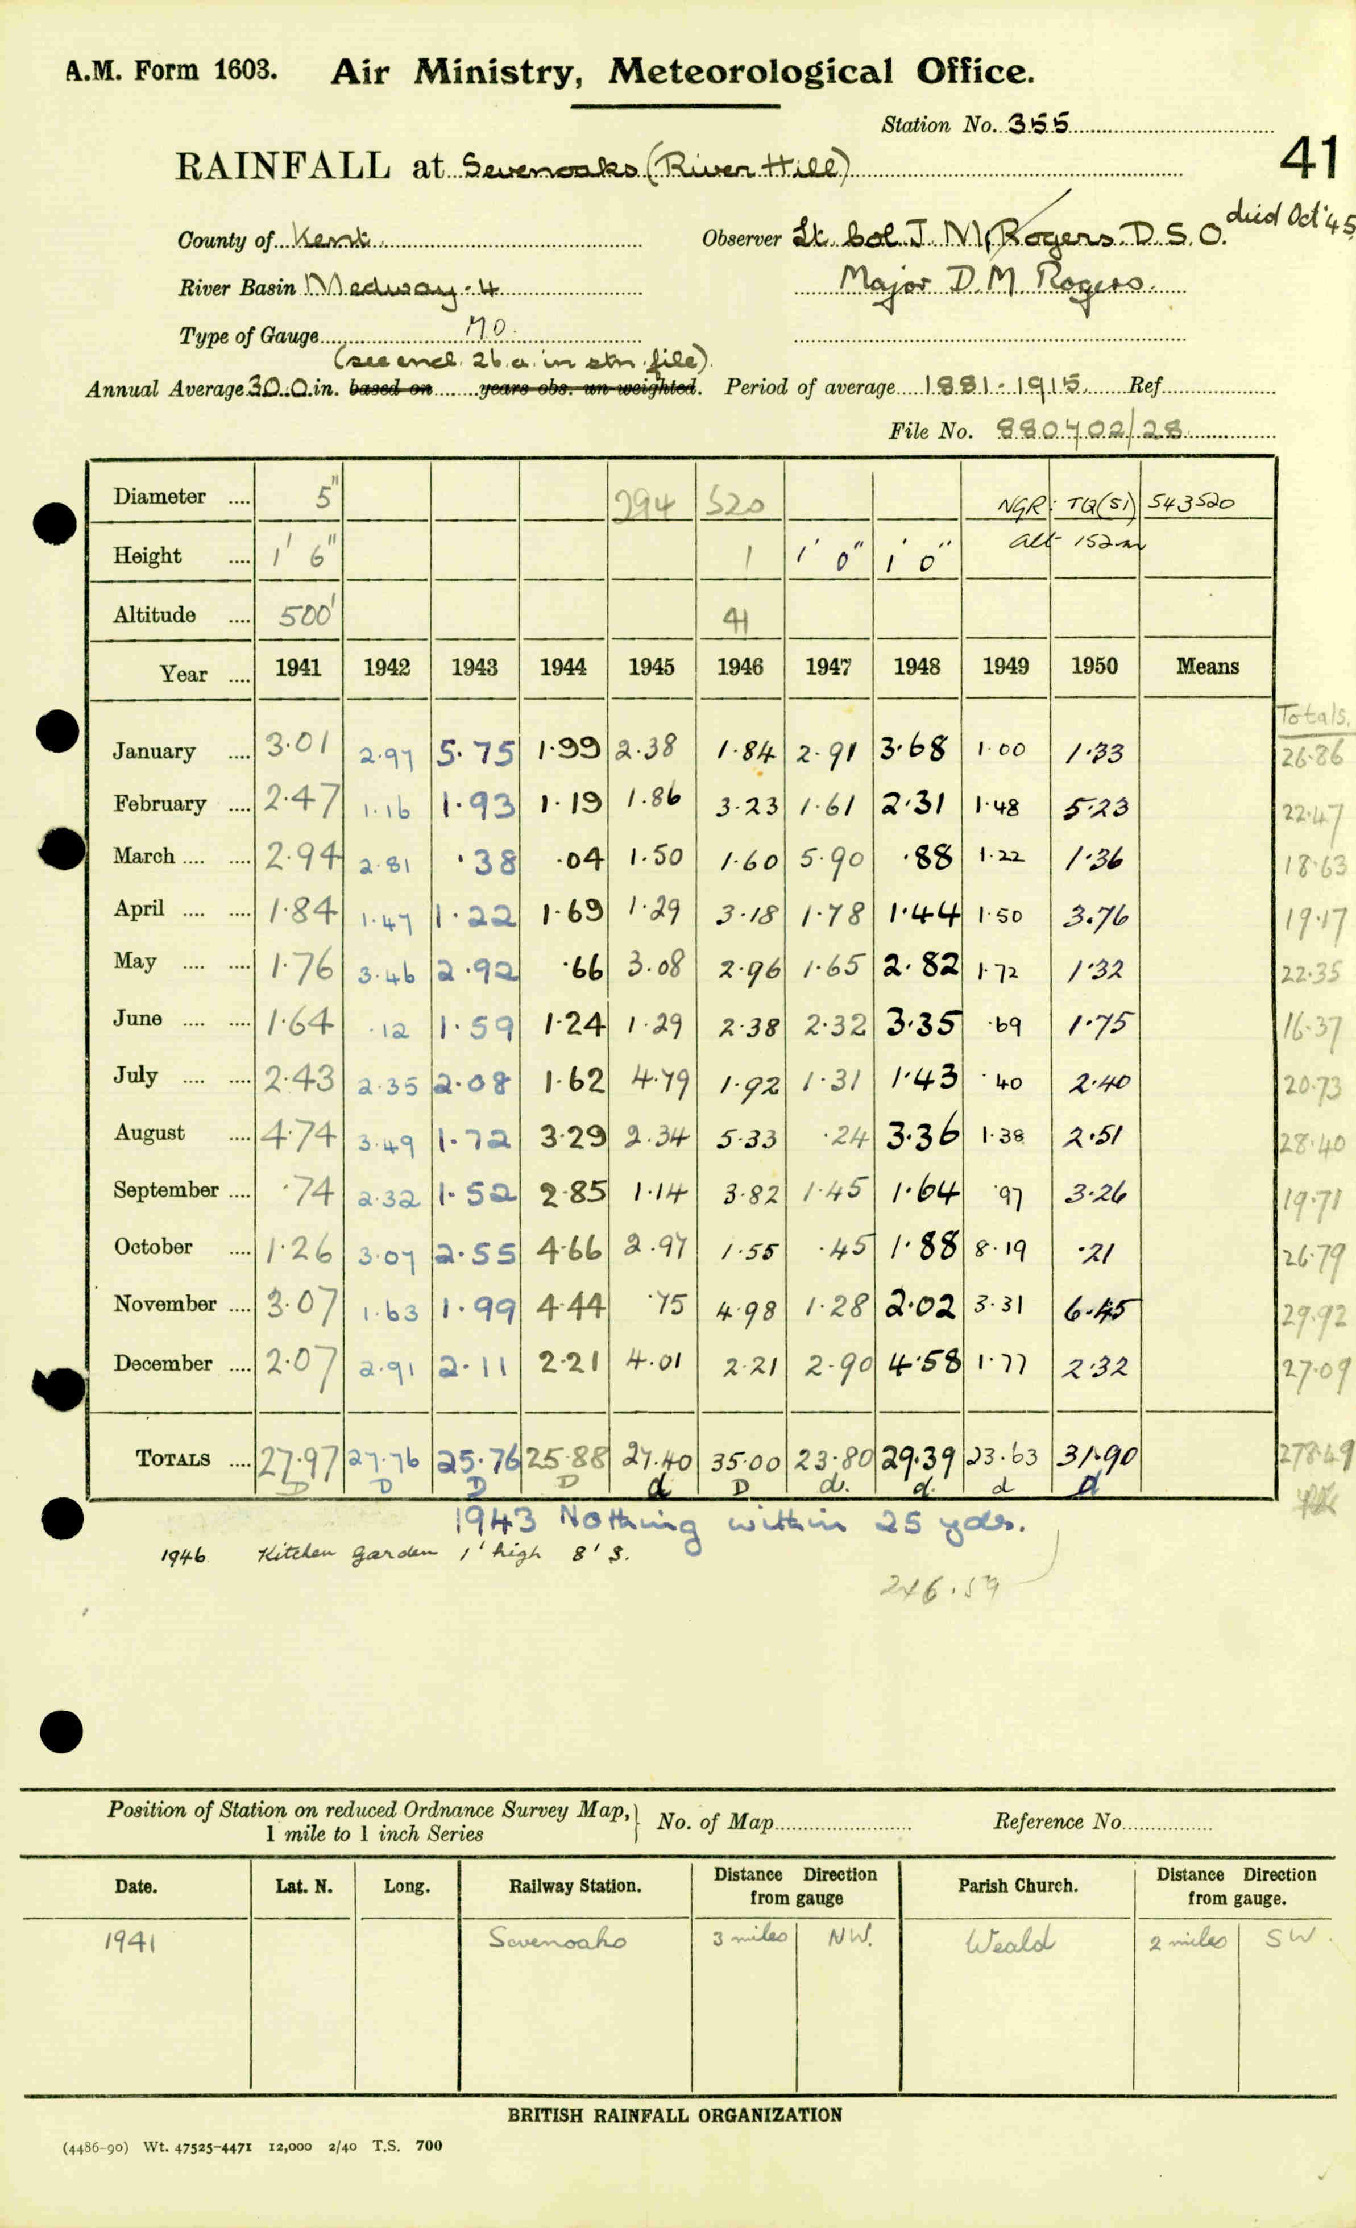 A.M. Form 1603. Air Ministry, Meteorological Office.
Station No. 355
41
RAINFALL at Sevenoaks (River Hill)
County of Kent Observer Lt. Col. J. M. Rogers. D.S.O. died Oct '45
River Basin Medway - 4 Major D. M. Rogers.
Type of Gauge MO.
(see encl. 26.a. in stn. file)
Annual Average 30.0 in. based on years obs. un-weighted. Period of average 1881-1915. Ref
File No. 880702/28
Diameter .... 5" 294 520 NGR: TQ(51) 543520
Height .... 1' 6" 1 1' 0" 1' 0" alt 152m
Altitude .... 500' 41
Year .... 1941 1942 1943 1944 1945 1946 1947 1948 1949 1950 Means
Totals.
January .... 3.01 2.97 5.75 1.99 2.38 1.84 2.91 3.68 1.00 1.33 26.86
February .... 2.47 1.16 1.93 1.19 1.86 3.23 1.61 2.31 1.48 5.23 22.47
March .... .... 2.94 2.81 .38 .04 1.50 1.60 5.90 .88 1.22 1.36 18.63
April .... .... 1.84 1.47 1.22 1.69 1.29 3.18 1.78 1.44 1.50 3.76 19.17
May .... .... 1.76 3.46 2.92 .66 3.08 2.96 1.65 2.82 1.72 1.32 22.35
June .... .... 1.64 .12 1.59 1.24 1.29 2.38 2.32 3.35 .69 1.75 16.37
July .... .... 2.43 2.35 2.08 1.62 4.79 1.92 1.31 1.43 .40 2.40 20.73
August .... 4.74 3.49 1.72 3.29 2.34 5.33 .24 3.36 1.38 2.51 28.40
September .... .74 2.32 1.52 2.85 1.14 3.82 1.45 1.64 .97 3.26 19.71
October .... 1.26 3.07 2.55 4.66 2.97 1.55 .45 1.88 8.19 .21 26.79
November .... 3.07 1.63 1.99 4.44 .75 4.98 1.28 2.02 3.31 6.45 29.92
December .... 2.07 2.91 2.11 2.21 4.01 2.21 2.90 4.58 1.77 2.32 27.09
TOTALS .... 27.97 27.76 25.76 25.88 27.40 35.00 23.80 29.39 23.63 31.90 278.49
D D D D d D d. d. d d
1943 Nothing within 25 yds.
1946 Kitchen garden 1' high 8' S.
246.59
Position of Station on reduced Ordnance Survey Map, 1 mile to 1 inch Series } No. of Map Reference No.
Date. Lat. N. Long. Railway Station. Distance Direction from gauge Parish Church. Distance Direction from gauge.
1941 Sevenoaks 3 miles NW. Weald 2 miles SW.
BRITISH RAINFALL ORGANIZATION
(4486-90) Wt. 47525-4471 12,000 2/40 T.S. 700